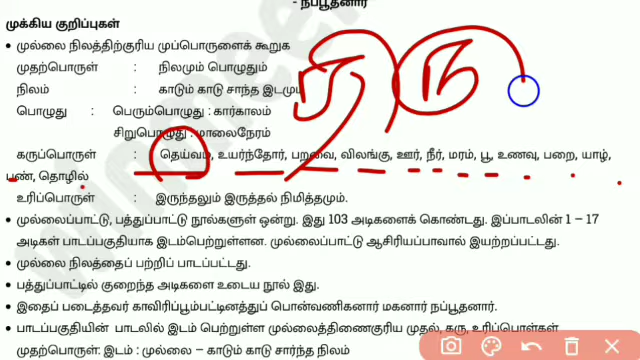 - நப்பூதனார்
முக்கிய குறிப்புகள்
• முல்லை நிலத்திற்குரிய முப்பொருளைக் கூறுக
முதற்பொருள் : நிலமும் பொழுதும்
நிலம் : காடும் காடு சாந்த இடமும்
பொழுது : பெரும்பொழுது : கார்காலம்
சிறுபொழுது : மாலைநேரம்
கருப்பொருள் : தெய்வம், உயர்ந்தோர், பறவை, விலங்கு, ஊர், நீர், மரம், பூ, உணவு, பறை, யாழ்,
பண், தொழில்
உரிப்பொருள் : இருந்தலும் இருத்தல் நிமித்தமும்.
• முல்லைப்பாட்டு, பத்துப்பாட்டு நூல்களுள் ஒன்று. இது 103 அடிகளைக் கொண்டது. இப்பாடலின் 1 – 17
அடிகள் பாடப்பகுதியாக இடம்பெற்றுள்ளன. முல்லைப்பாட்டு ஆசிரியப்பாவால் இயற்றப்பட்டது.
• முல்லை நிலத்தைப் பற்றிப் பாடப்பட்டது.
• பத்துப்பாட்டில் குறைந்த அடிகளை உடைய நூல் இது.
• இதைப் படைத்தவர் காவிரிப்பூம்பட்டினத்துப் பொன்வணிகனார் மகனார் நப்பூதனார்.
• பாடப்பகுதியின் பாடலில் இடம் பெற்றுள்ள முல்லைத்திணைகுரிய முதல், கரு, உரிப்பொருள்கள்
முதற்பொருள்: இடம் : முல்லை – காடும் காடு சார்ந்த நிலம்